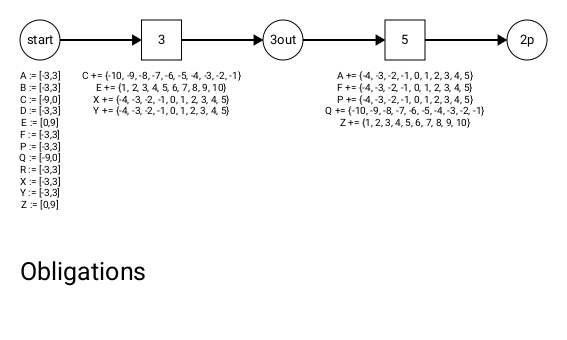 start
3
3out
5
2p
A := [-3,3]
B := [-3,3]
C := [-9,0]
D := [-3,3]
E := [0,9]
F := [-3,3]
P := [-3,3]
Q := [-9,0]
R := [-3,3]
X := [-3,3]
Y := [-3,3]
Z := [0,9]
C += {-10, -9, -8, -7, -6, -5, -4, -3, -2, -1}
E += {1, 2, 3, 4, 5, 6, 7, 8, 9, 10}
X += {-4, -3, -2, -1, 0, 1, 2, 3, 4, 5}
Y += {-4, -3, -2, -1, 0, 1, 2, 3, 4, 5}
A += {-4, -3, -2, -1, 0, 1, 2, 3, 4, 5}
F += {-4, -3, -2, -1, 0, 1, 2, 3, 4, 5}
P += {-4, -3, -2, -1, 0, 1, 2, 3, 4, 5}
Q += {-10, -9, -8, -7, -6, -5, -4, -3, -2, -1}
Z += {1, 2, 3, 4, 5, 6, 7, 8, 9, 10}
Obligations